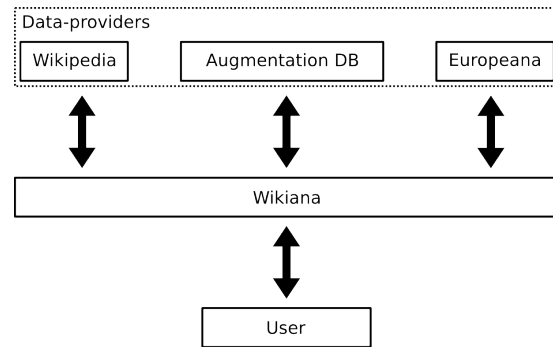 Data-providers
Wikipedia
Augmentation DB
Europeana
Wikiana
User